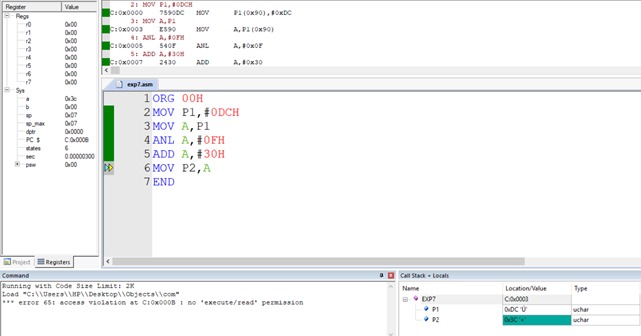 Register Value
Regs
r0 0x00
r1 0x00
r2 0x00
r3 0x00
r4 0x00
r5 0x00
r6 0x00
r7 0x00
Sys
a 0x3c
b 0x00
sp 0x07
sp_max 0x07
dptr 0x0000
PC $ C:0x000B
states 6
sec 0.00000300
psw 0x00
Project Registers
2: MOV P1,#0DCH
C:0x0000 7590DC MOV P1(0x90),#0xDC
3: MOV A,P1
C:0x0003 E590 MOV A,P1(0x90)
4: ANL A,#0FH
C:0x0005 540F ANL A,#0x0F
5: ADD A,#30H
C:0x0007 2430 ADD A,#0x30
exp7.asm
1 ORG 00H
2 MOV P1,#0DCH
3 MOV A,P1
4 ANL A,#0FH
5 ADD A,#30H
6 MOV P2,A
7 END
Command
Running with Code Size Limit: 2K
Load "C:\\Users\\HP\\Desktop\\Objects\\com"
*** error 65: access violation at C:0x000B : no 'execute/read' permission
Call Stack + Locals
Name Location/Value Type
EXP7 C:0x0003
P1 0xDC 'Ü' uchar
P2 0x3C '<' uchar